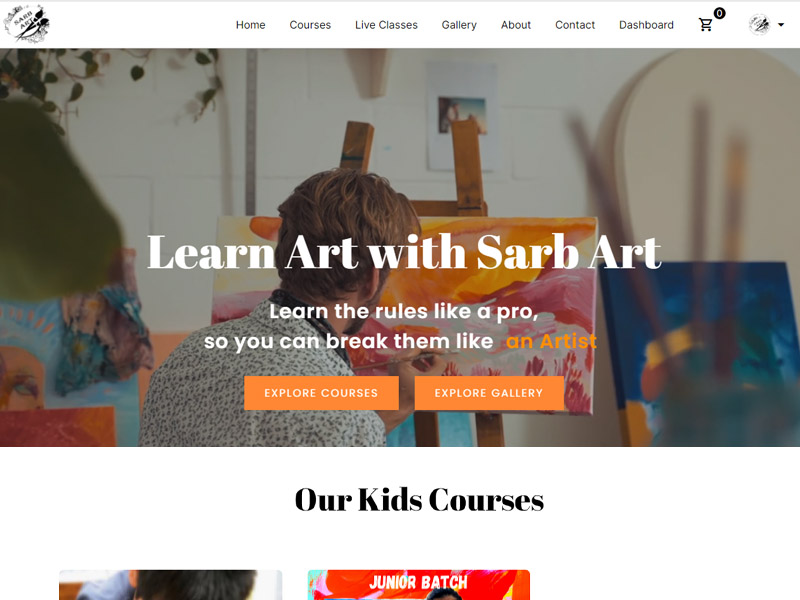 SARB
ART
Home
Courses
Live Classes
Gallery
About
Contact
Dashboard
0
Learn Art with Sarb Art
Learn the rules like a pro,
so you can break them like an Artist
EXPLORE COURSES
EXPLORE GALLERY
Our Kids Courses
JUNIOR BATCH